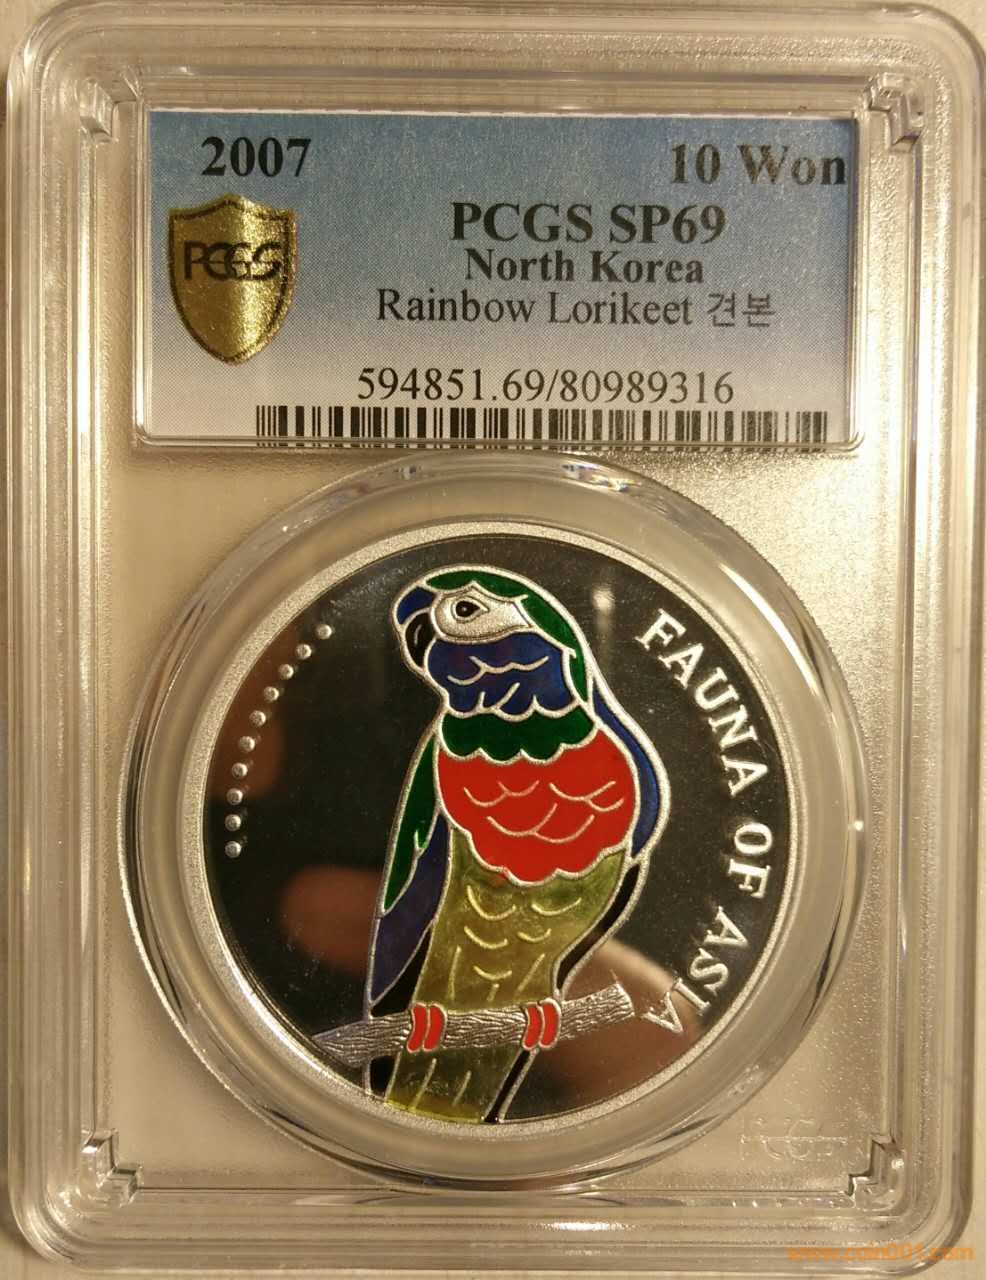 2007
10 Won
PCGS SP69
North Korea
PCGS
Rainbow Lorikeet 견본
594851.69/80989316
FAUNA OF ASIA
PCGS
www.coin001.com